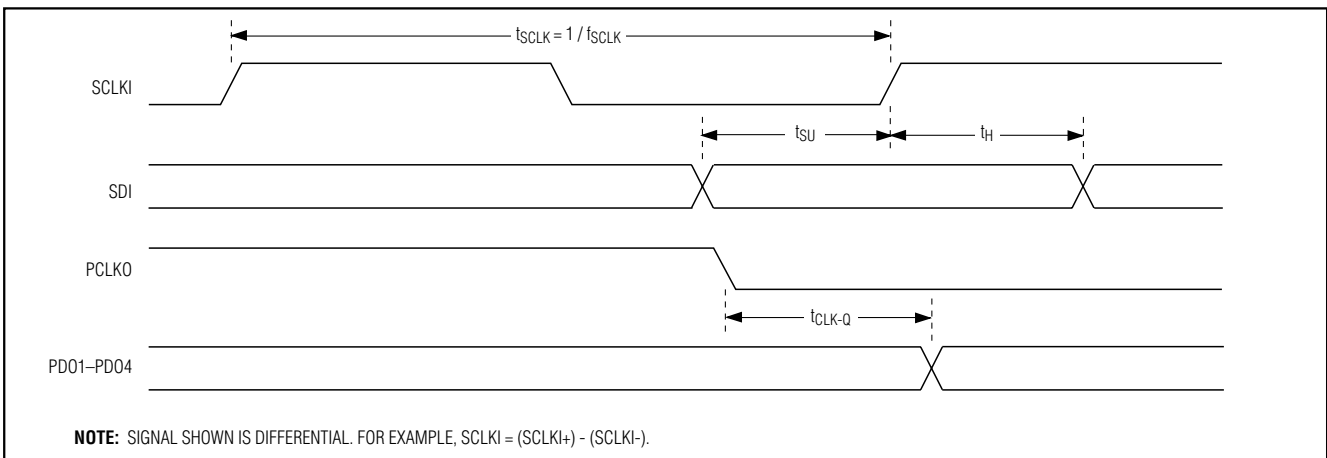 tSCLK = 1 / fSCLK
SCLKI
tSU
tH
SDI
PCLKO
tCLK-Q
PDO1–PDO4
NOTE: SIGNAL SHOWN IS DIFFERENTIAL. FOR EXAMPLE, SCLKI = (SCLKI+) - (SCLKI-).